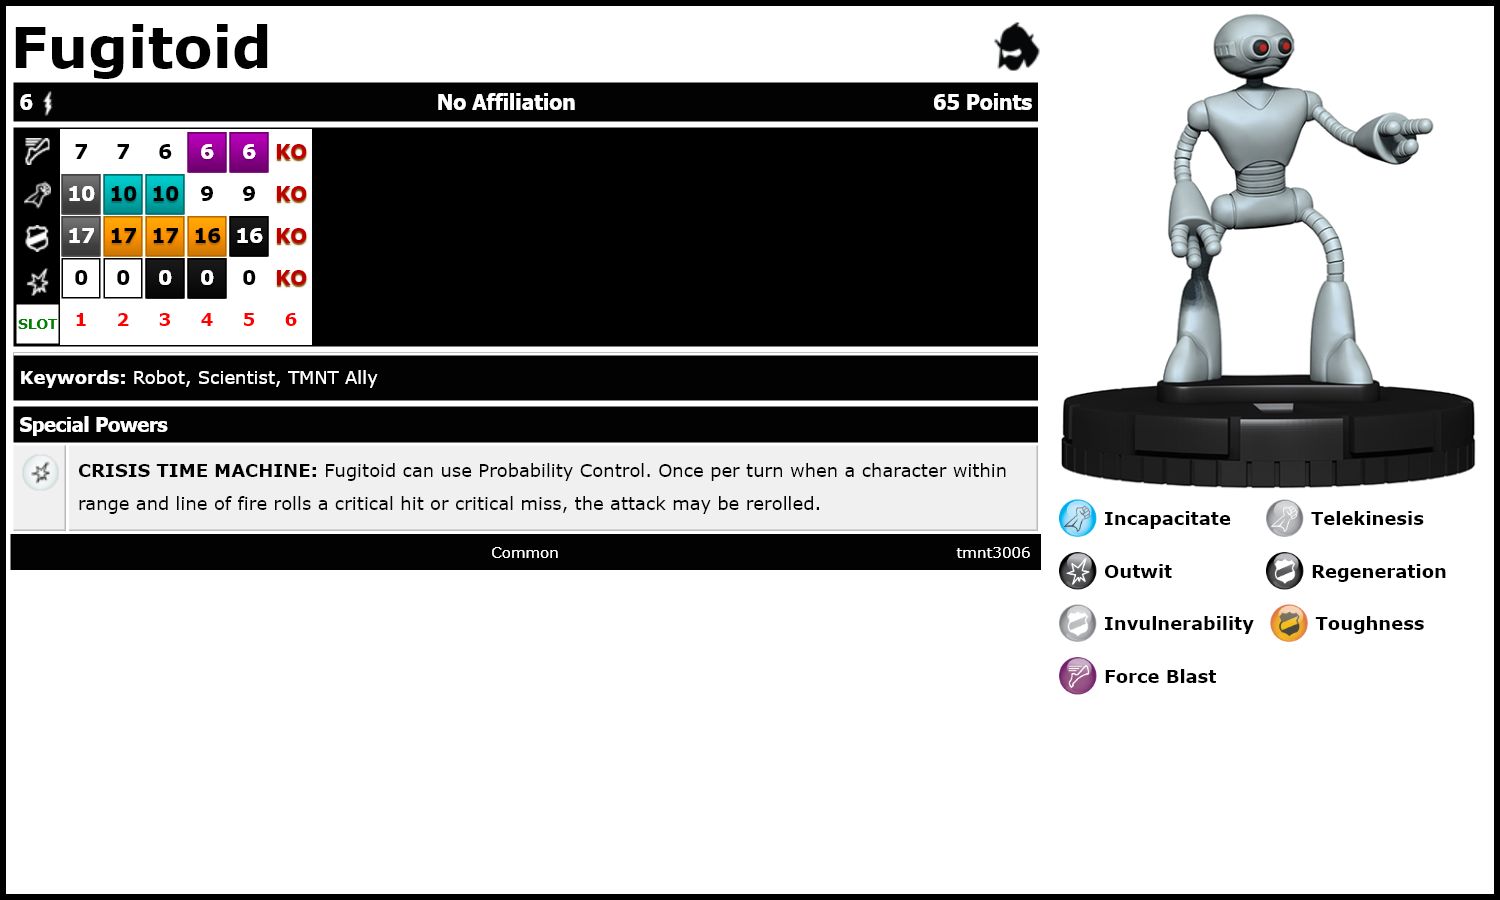 Fugitoid
6 No Affiliation 65 Points
7 7 6 6 6 KO
10 10 10 9 9 KO
17 17 17 16 16 KO
0 0 0 0 0 KO
SLOT 1 2 3 4 5 6
Keywords: Robot, Scientist, TMNT Ally
Special Powers
CRISIS TIME MACHINE: Fugitoid can use Probability Control. Once per turn when a character within
range and line of fire rolls a critical hit or critical miss, the attack may be rerolled.
Common tmnt3006
Incapacitate Telekinesis
Outwit Regeneration
Invulnerability Toughness
Force Blast